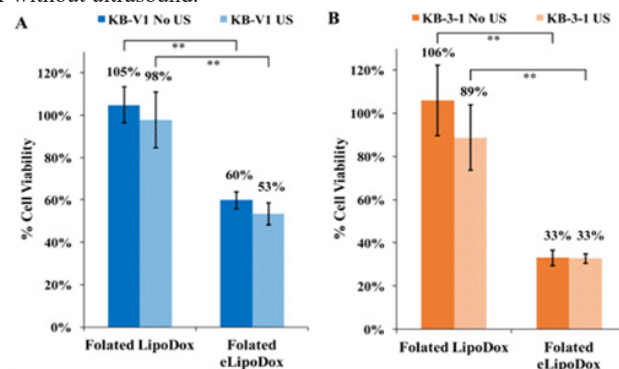 without ultrasound.
A
KB-V1 No US KB-V1 US
**
**
120%
100%
80%
60%
40%
20%
0%
% Cell Viability
105%
98%
60%
53%
Folated LipoDox Folated
eLipoDox
B
KB-3-1 No US KB-3-1 US
**
**
120%
100%
80%
60%
40%
20%
0%
% Cell Viability
106%
89%
33% 33%
Folated LipoDox Folated
eLipoDox